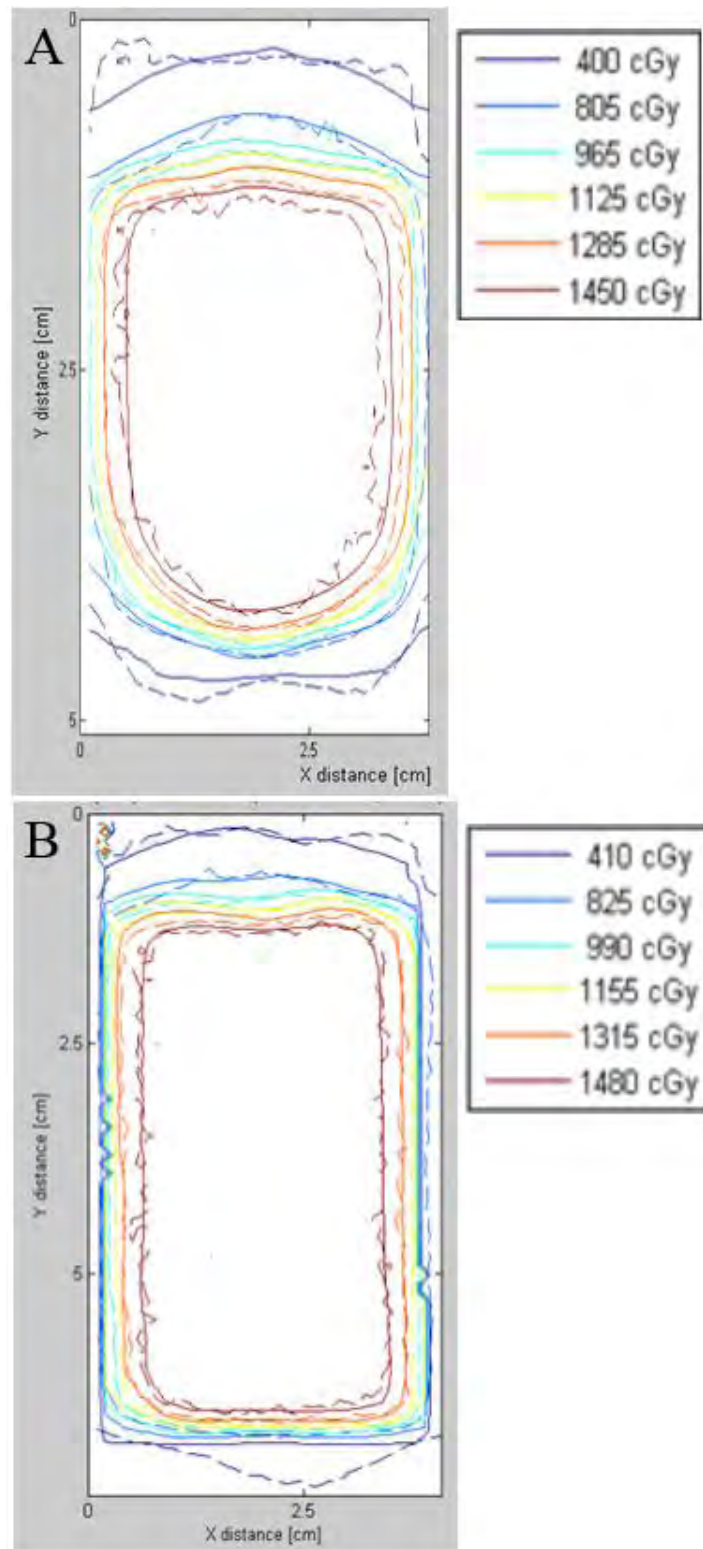 A
0
2.5
5
Y distance [cm]
0
2.5
X distance [cm]
400 cGy
805 cGy
965 cGy
1125 cGy
1285 cGy
1450 cGy
B
0
2.5
5
Y distance [cm]
0
2.5
X distance [cm]
410 cGy
825 cGy
990 cGy
1155 cGy
1315 cGy
1480 cGy